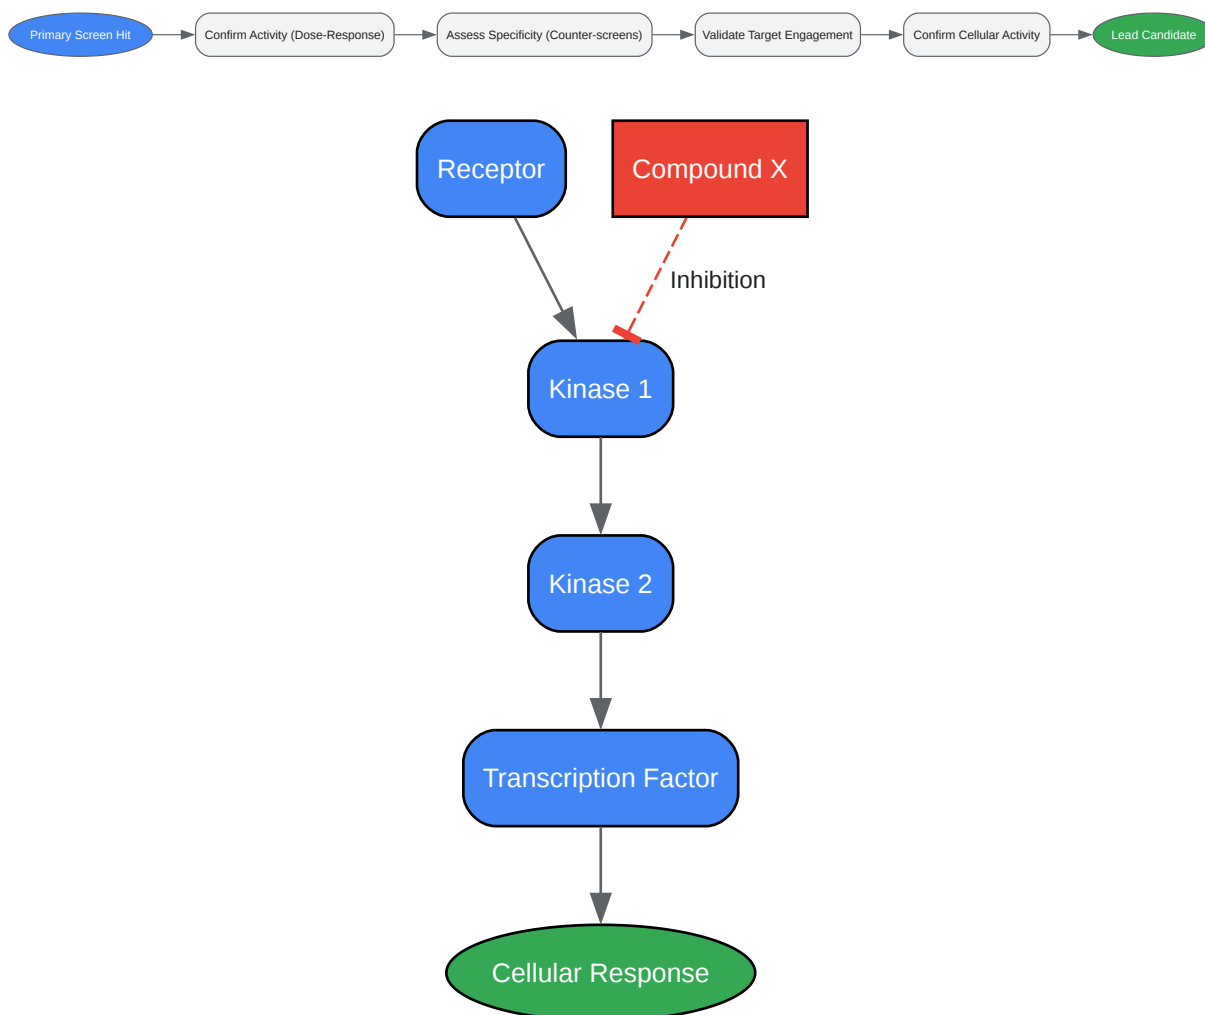 Primary Screen Hit
Confirm Activity (Dose-Response)
Assess Specificity (Counter-screens)
Validate Target Engagement
Confirm Cellular Activity
Lead Candidate
Receptor
Compound X
Inhibition
Kinase 1
Kinase 2
Transcription Factor
Cellular Response